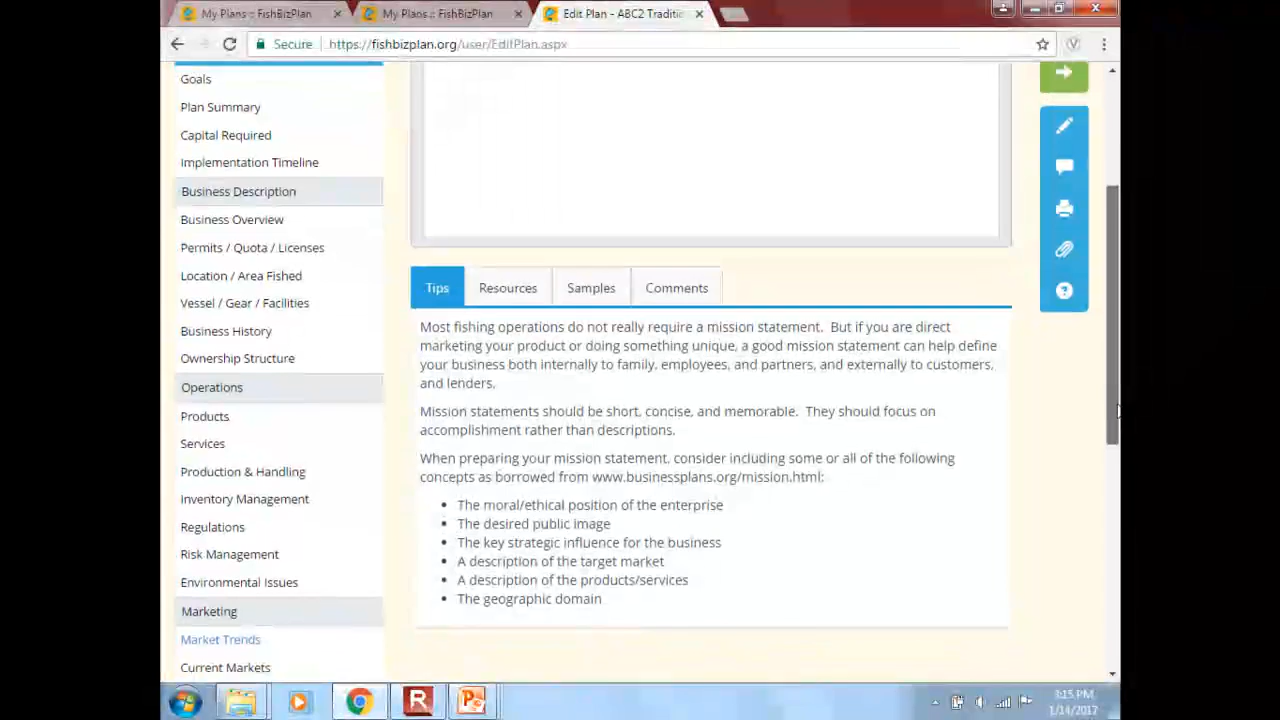 My Plans :: FishBizPlan
My Plans :: FishBizPlan
Edit Plan - ABC2 Traditic
Secure
https://fishbizplan.org/user/EditPlan.aspx
Goals
Plan Summary
Capital Required
Implementation Timeline
Business Description
Business Overview
Permits / Quota / Licenses
Location / Area Fished
Vessel / Gear / Facilities
Business History
Ownership Structure
Operations
Products
Services
Production & Handling
Inventory Management
Regulations
Risk Management
Environmental Issues
Marketing
Market Trends
Current Markets
Tips
Resources
Samples
Comments
Most fishing operations do not really require a mission statement. But if you are direct
marketing your product or doing something unique, a good mission statement can help define
your business both internally to family, employees, and partners, and externally to customers,
and lenders.
Mission statements should be short, concise, and memorable. They should focus on
accomplishment rather than descriptions.
When preparing your mission statement, consider including some or all of the following
concepts as borrowed from www.businessplans.org/mission.html:
• The moral/ethical position of the enterprise
• The desired public image
• The key strategic influence for the business
• A description of the target market
• A description of the products/services
• The geographic domain
3:15 PM
1/14/2017